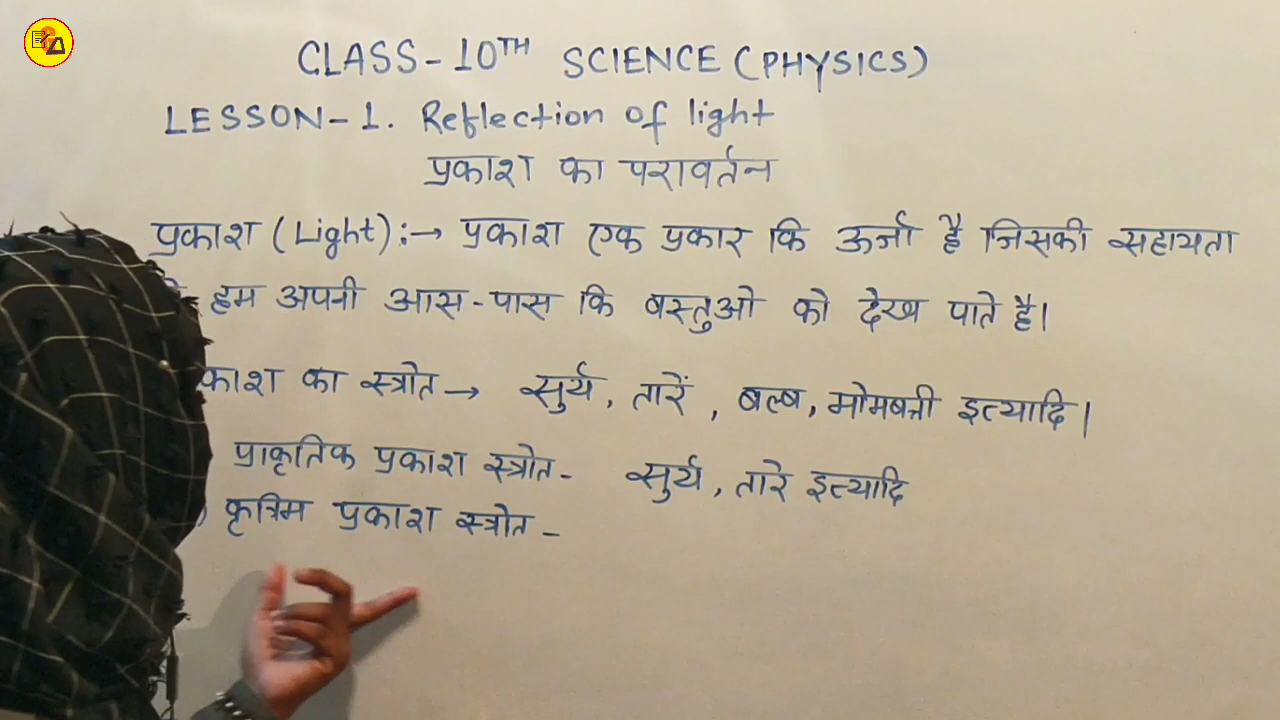 CLASS-10TH SCIENCE (PHYSICS)
LESSON-1. Reflection of light
प्रकाश का परावर्तन
प्रकाश (Light):→ प्रकाश एक प्रकार कि ऊर्जा है जिसकी सहायता
हम अपनी आस-पास कि वस्तुओ को देख पाते है।
काश का स्त्रोत → सुर्य, तारें, बल्ब, मोमबत्ती इत्यादि।
प्राकृतिक प्रकाश स्त्रोत- सुर्य, तारे इत्यादि
) कृत्रिम प्रकाश स्त्रोत -